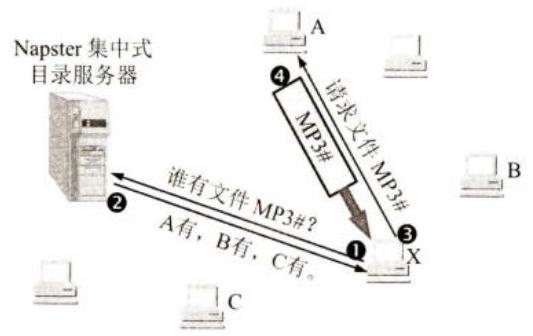 A
Napster 集中式
目录服务器
❹
请求文件 MP3#
MP3#
B
谁有文件 MP3#?
❷
A有，B有，C有。
❶
❸
X
C